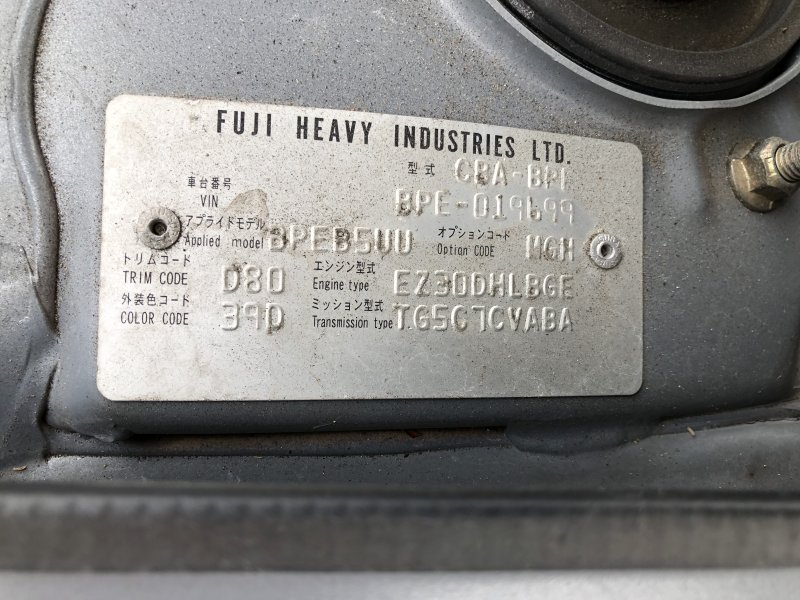 FUJI HEAVY INDUSTRIES LTD.
型式 CBA-BPE
車台番号
VIN BPE-019699
アプライドモデル オプションコード
Applied model BPEB5UU Option CODE MGM
トリムコード エンジン型式
TRIM CODE D80 Engine type EZ30DHLBGE
外装色コード ミッション型式
COLOR CODE 39D Transmission type TG5C7CVABA